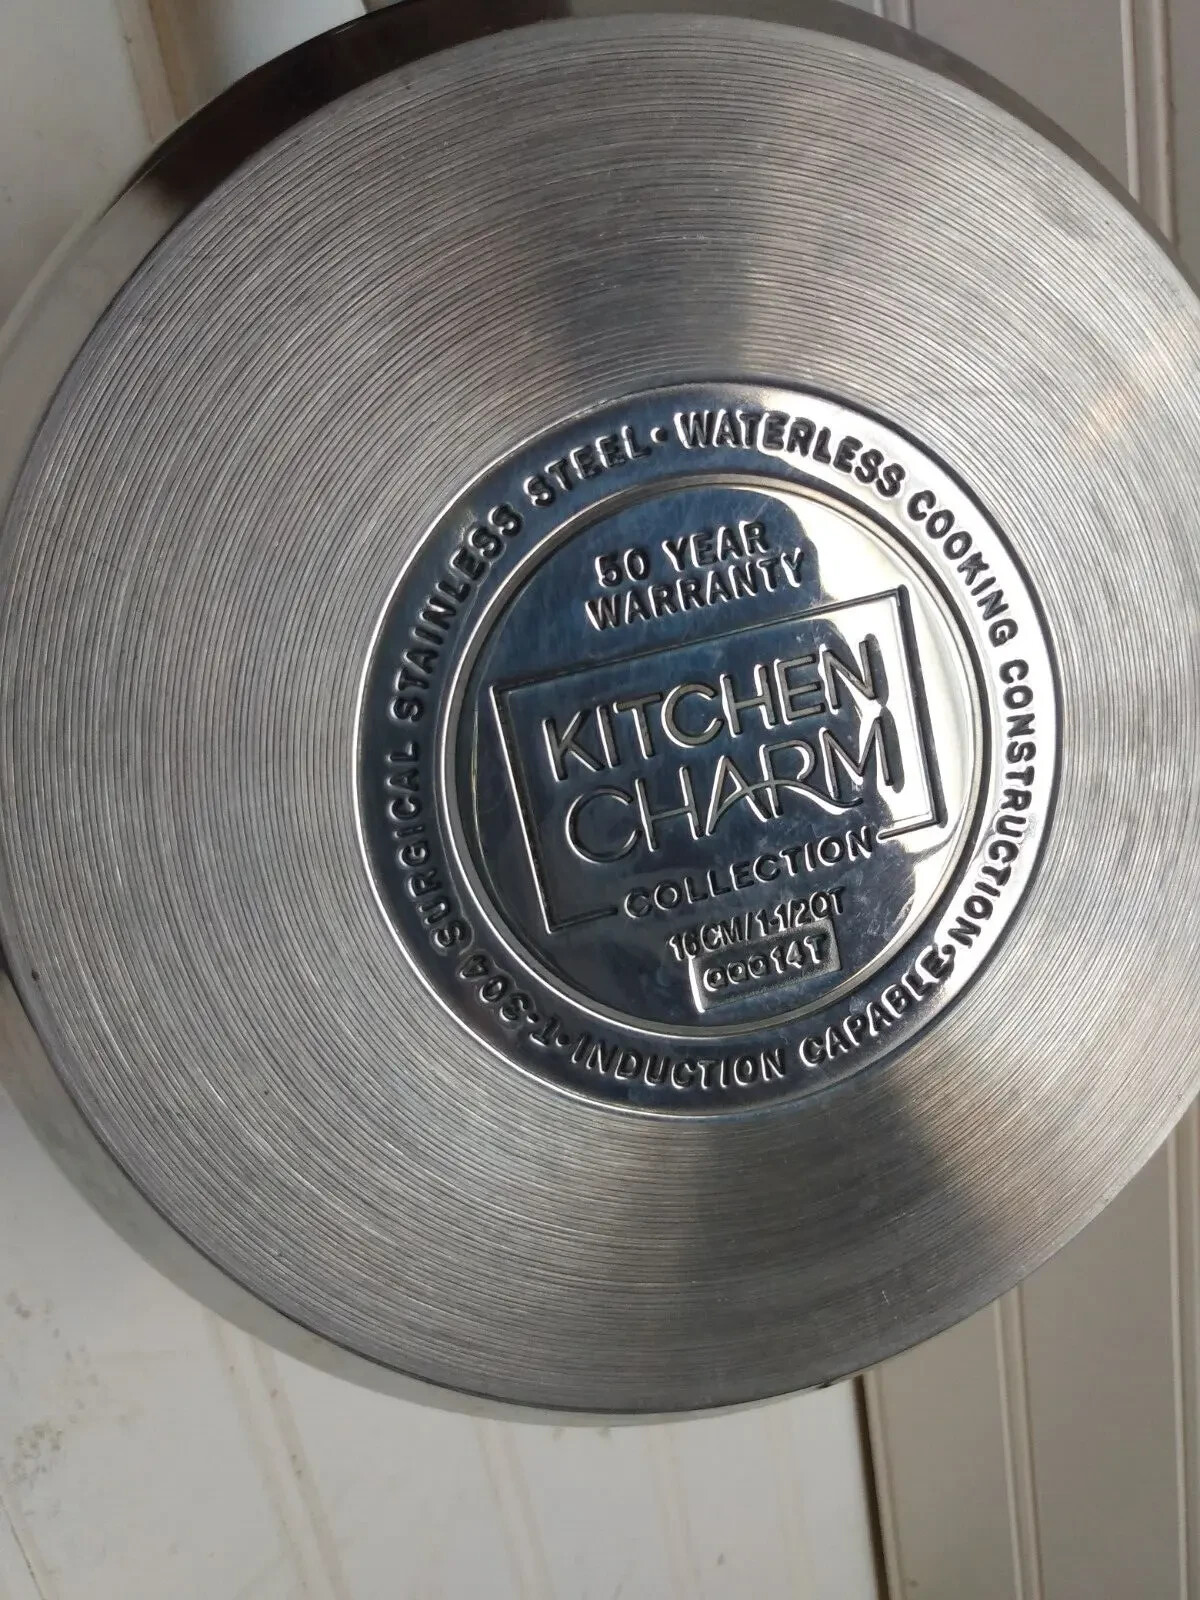 T-304 SURGICAL STAINLESS STEEL · WATERLESS COOKING CONSTRUCTION ·
INDUCTION CAPABLE ·
50 YEAR
WARRANTY
KITCHEN
CHARM
COLLECTION
16CM/1-1/2QT